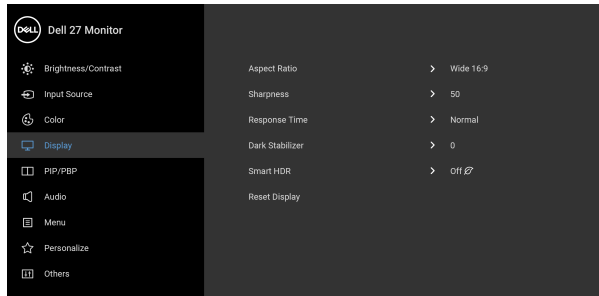 DELL Dell 27 Monitor
Brightness/Contrast Aspect Ratio Wide 16:9
Input Source Sharpness 50
Color Response Time Normal
Display Dark Stabilizer 0
PIP/PBP Smart HDR Off
Audio Reset Display
Menu
Personalize
Others